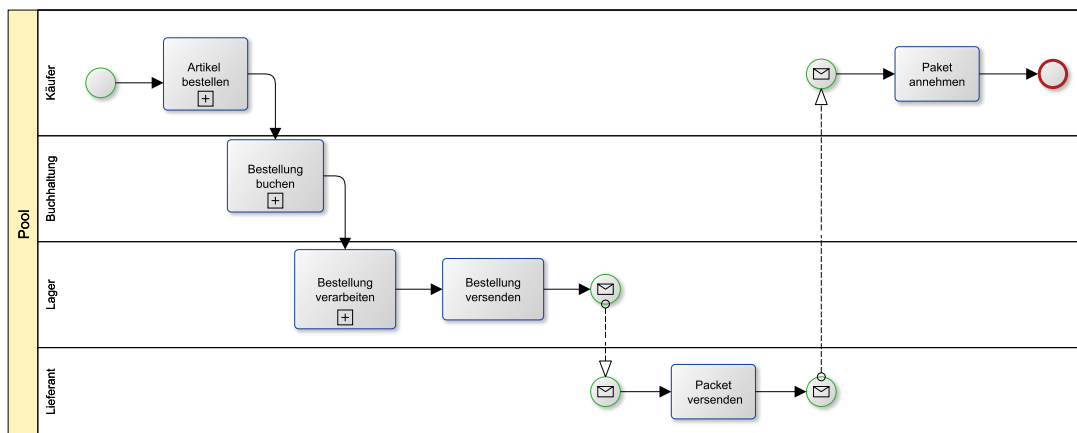 Pool
Käufer
Artikel
bestellen
Paket
annehmen
Buchhaltung
Bestellung
buchen
Lager
Bestellung
verarbeiten
Bestellung
versenden
Lieferant
Packet
versenden